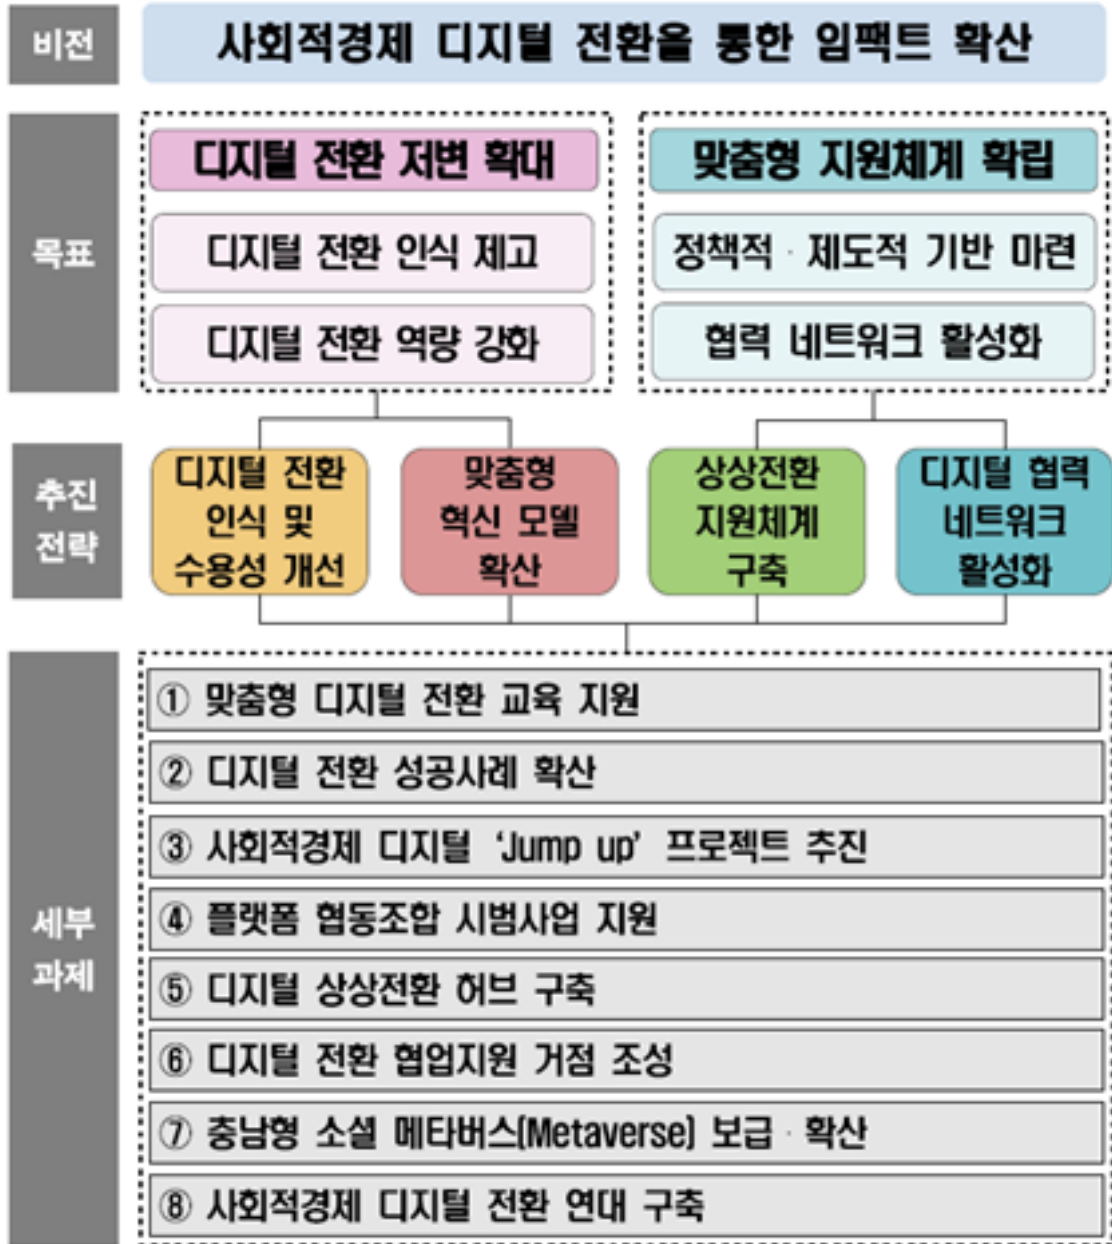 비전
사회적경제 디지털 전환을 통한 임팩트 확산
목표
디지털 전환 저변 확대
디지털 전환 인식 제고
디지털 전환 역량 강화
맞춤형 지원체계 확립
정책적 · 제도적 기반 마련
협력 네트워크 활성화
추진
전략
디지털 전환
인식 및
수용성 개선
맞춤형
혁신 모델
확산
상상전환
지원체계
구축
디지털 협력
네트워크
활성화
세부
과제
① 맞춤형 디지털 전환 교육 지원
② 디지털 전환 성공사례 확산
③ 사회적경제 디지털 ‘Jump up’ 프로젝트 추진
④ 플랫폼 협동조합 시범사업 지원
⑤ 디지털 상상전환 허브 구축
⑥ 디지털 전환 협업지원 거점 조성
⑦ 충남형 소셜 메타버스(Metaverse) 보급 · 확산
⑧ 사회적경제 디지털 전환 연대 구축